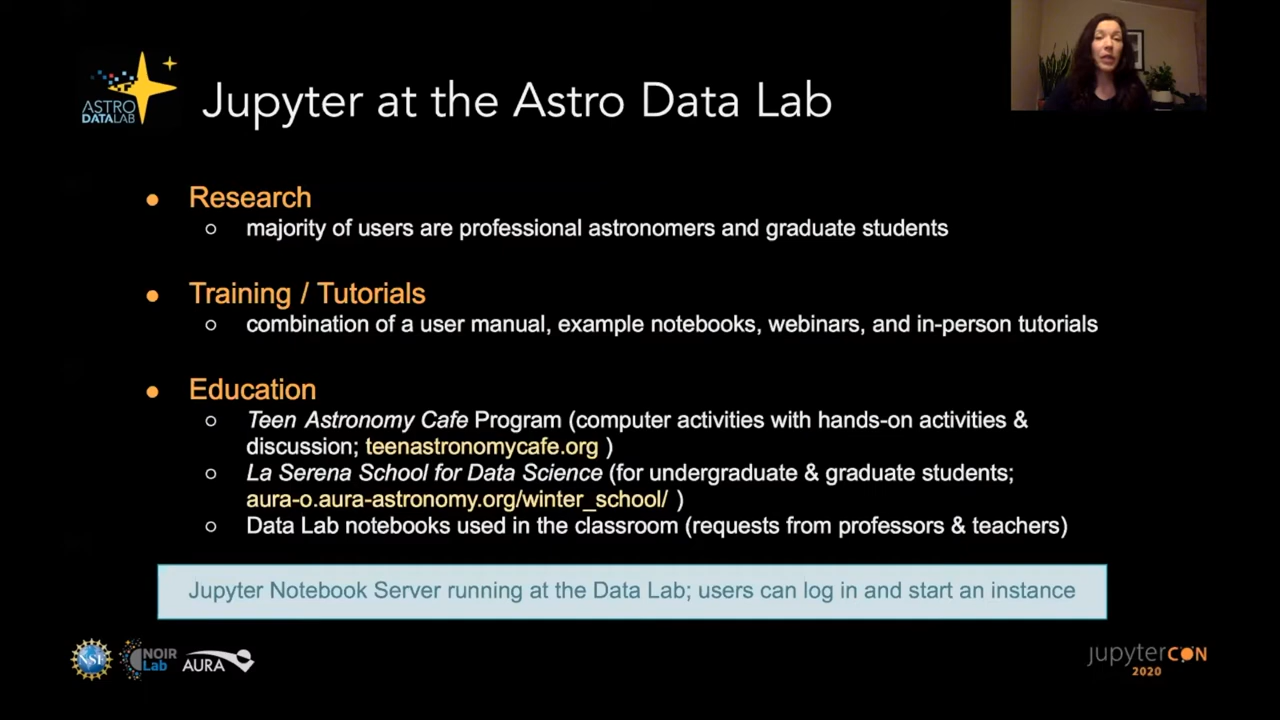 ASTRO
DATALAB
Jupyter at the Astro Data Lab
● Research
○ majority of users are professional astronomers and graduate students
● Training / Tutorials
○ combination of a user manual, example notebooks, webinars, and in-person tutorials
● Education
○ Teen Astronomy Cafe Program (computer activities with hands-on activities &
discussion; teenastronomycafe.org )
○ La Serena School for Data Science (for undergraduate & graduate students;
aura-o.aura-astronomy.org/winter_school/ )
○ Data Lab notebooks used in the classroom (requests from professors & teachers)
Jupyter Notebook Server running at the Data Lab; users can log in and start an instance
NSF
NOIR
Lab
AURA
jupyterCON
2020